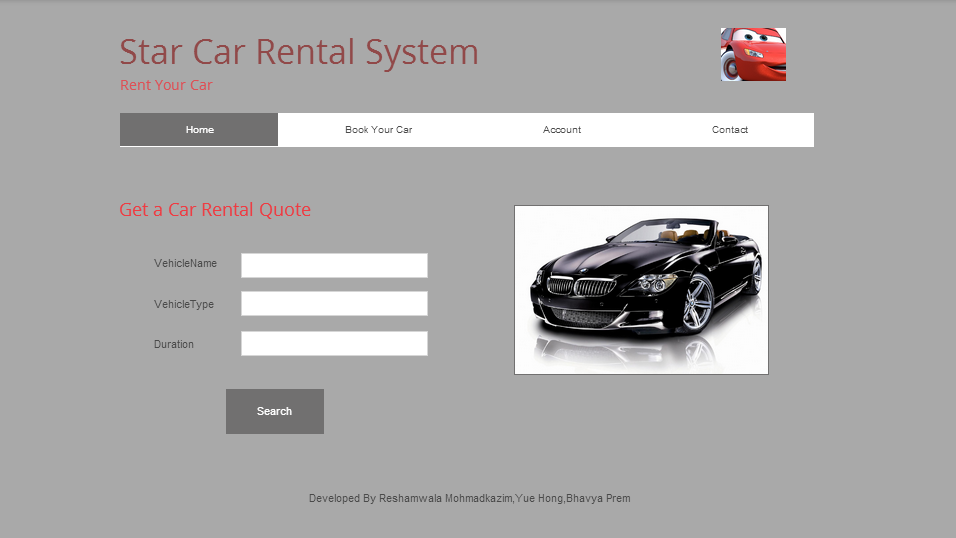 Star Car Rental System
Rent Your Car
Home Book Your Car Account Contact
Get a Car Rental Quote
VehicleName
VehicleType
Duration
Search
Developed By Reshamwala Mohmadkazim,Yue Hong,Bhavya Prem